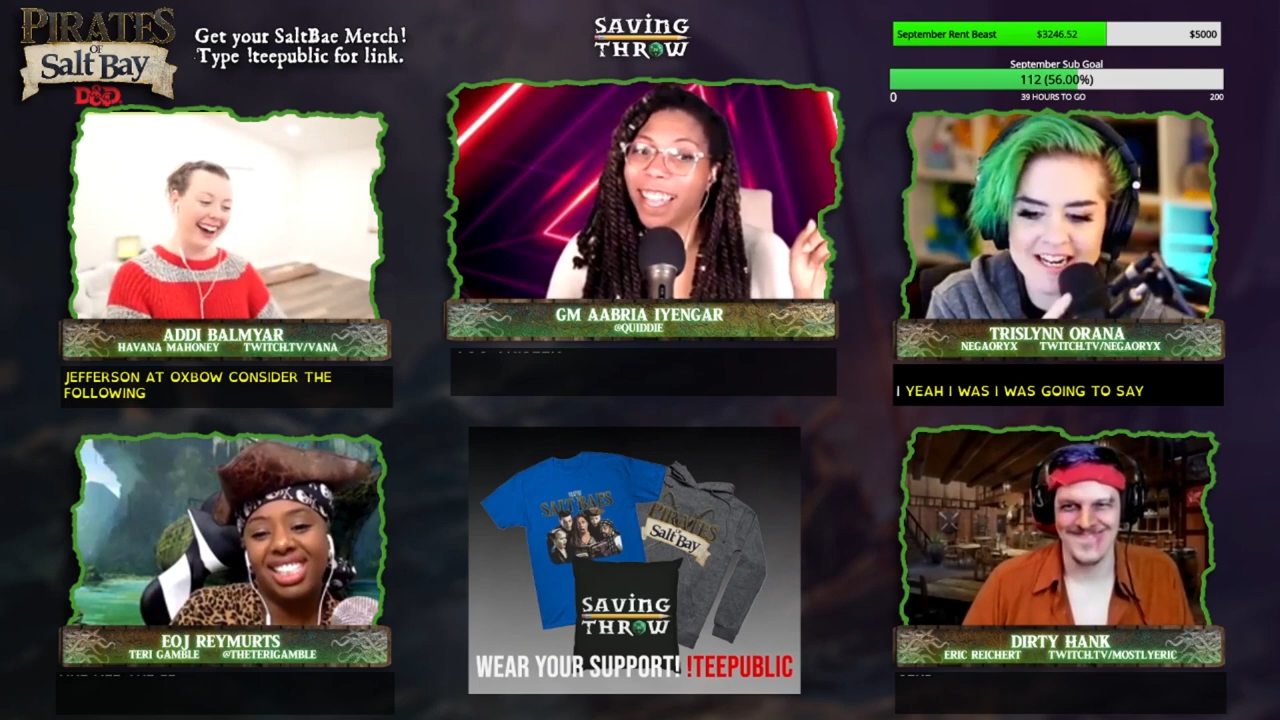 PIRATES
OF
Salt Bay
D&D
Get your SaltBae Merch!
Type !teepublic for link.
SAVING
THROW
September Rent Beast $3246.52 $5000
September Sub Goal
112 (56.00%)
0 39 HOURS TO GO 200
ADDI BALMYAR
HAVANA MAHONEY TWITCH.TV/VANA
JEFFERSON AT OXBOW CONSIDER THE
FOLLOWING
GM AABRIA IYENGAR
@QUIDDIE
TRISLYNN ORANA
NEGAORYX TWITCH.TV/NEGAORYX
I YEAH I WAS I WAS GOING TO SAY
EOJ REYMURTS
TERI GAMBLE @THETERIGAMBLE
SALT BAES
PIRATES
OF
Salt Bay
SAVING
THROW
WEAR YOUR SUPPORT! !TEEPUBLIC
DIRTY HANK
ERIC REICHERT TWITCH.TV/MOSTLYERIC